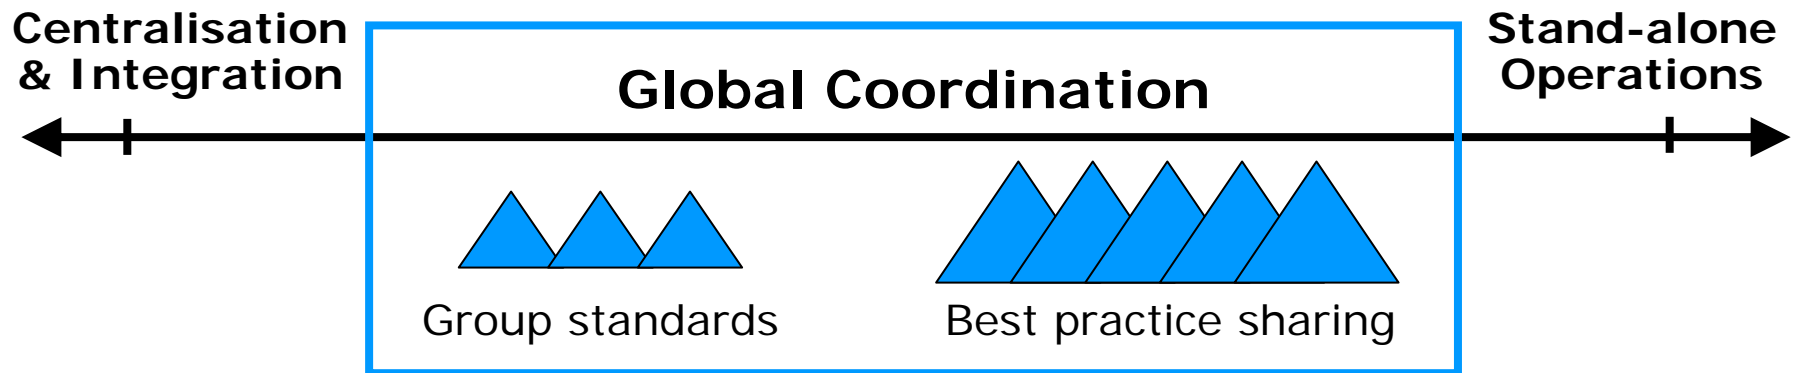 Centralisation
& Integration
Global Coordination
Stand-alone
Operations
Group standards
Best practice sharing